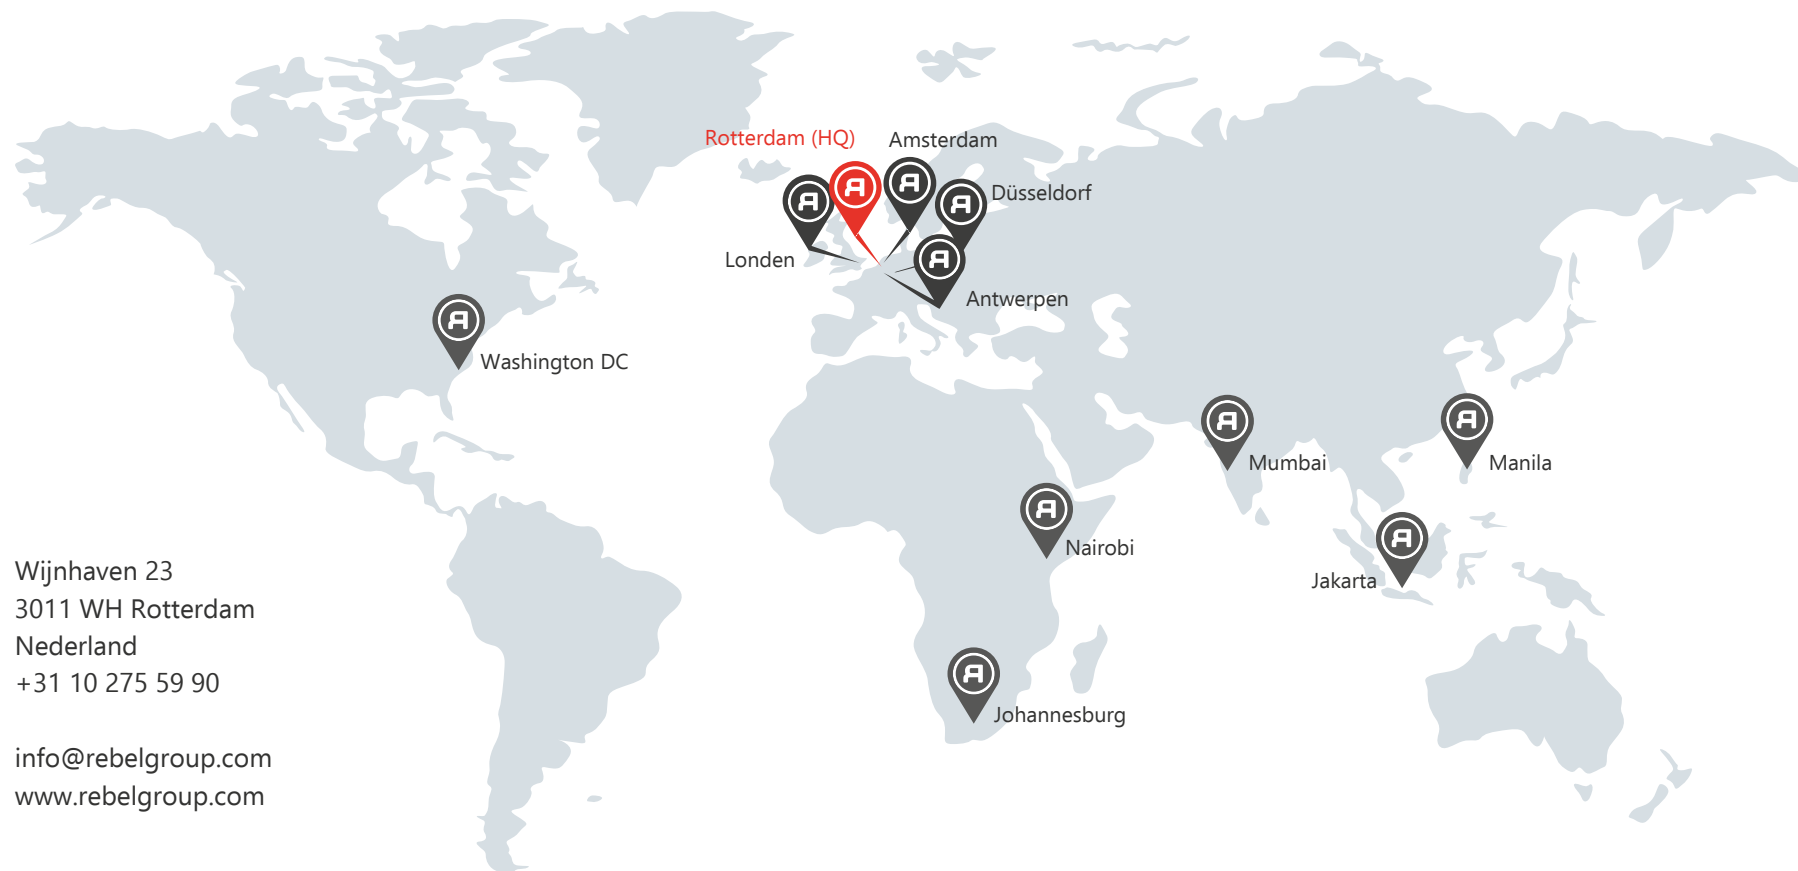 Rotterdam (HQ)
Amsterdam
Düsseldorf
Londen
Antwerpen
Washington DC
Mumbai
Manila
Nairobi
Jakarta
Johannesburg
Wijnhaven 23
3011 WH Rotterdam
Nederland
+31 10 275 59 90
info@rebelgroup.com
www.rebelgroup.com